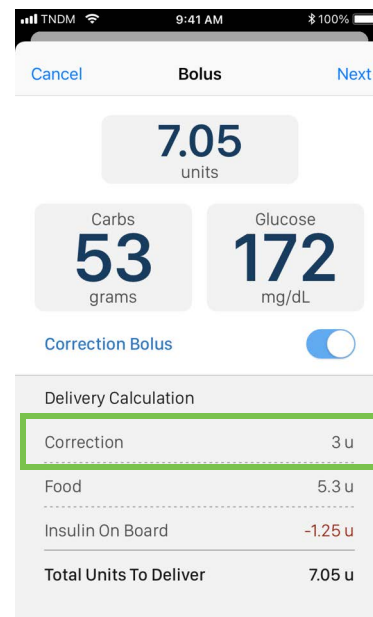 TNDM 9:41 AM 100%
Cancel Bolus Next
7.05
units
Carbs Glucose
53 172
grams mg/dL
Correction Bolus
Delivery Calculation
Correction 3 u
Food 5.3 u
Insulin On Board -1.25 u
Total Units To Deliver 7.05 u